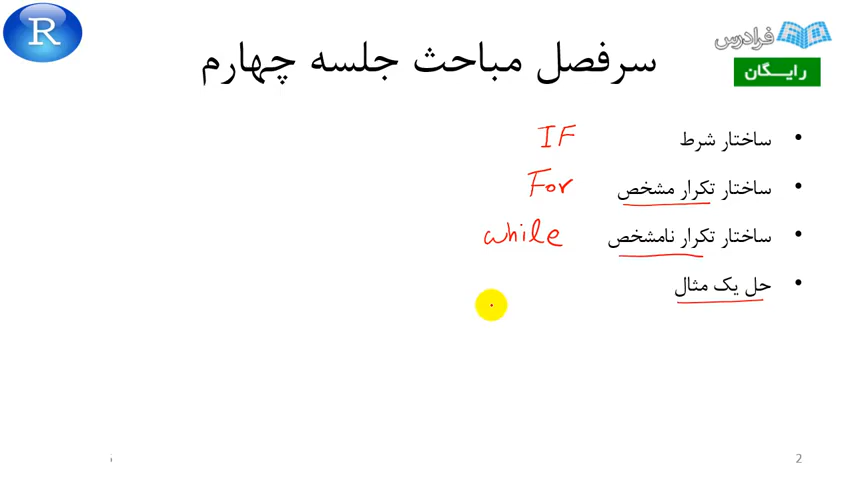 R
فرادرس
رایگان
سرفصل مباحث جلسه چهارم
• ساختار شرط IF
• ساختار تکرار مشخص For
• ساختار تکرار نامشخص while
• حل یک مثال
2